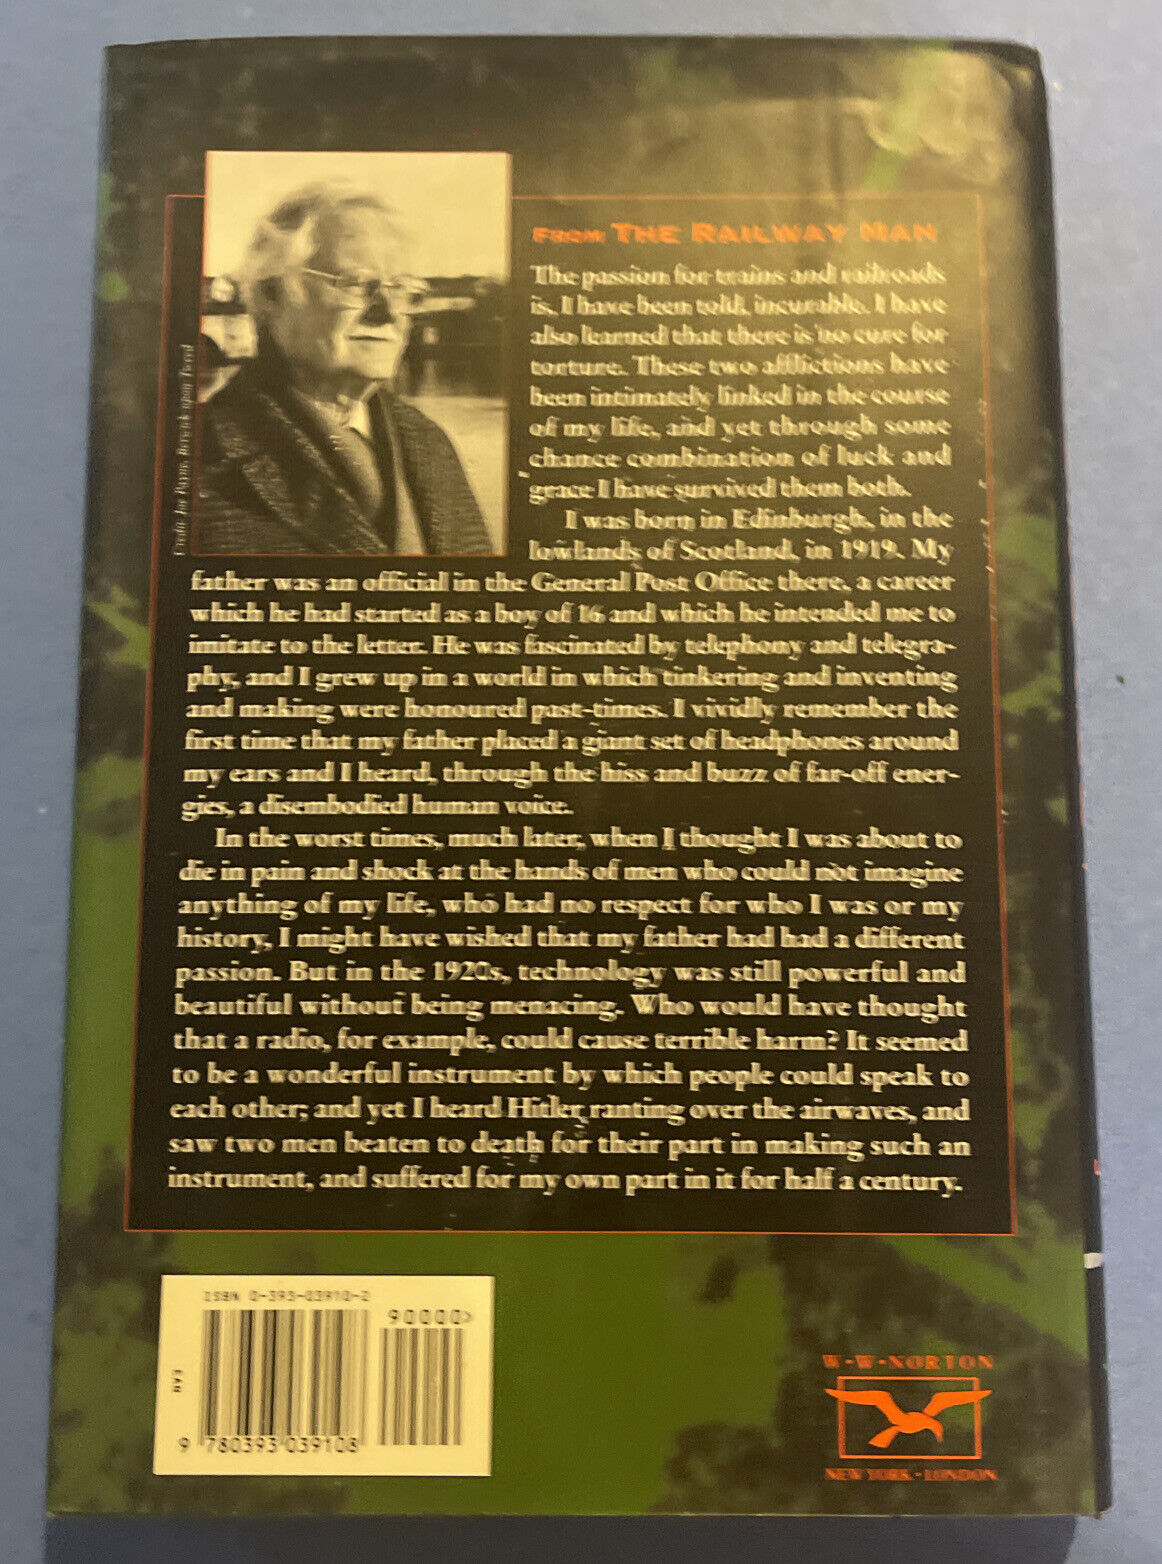 FROM THE RAILWAY MAN
The passion for trains and railroads
is, I have been told, incurable. I have
also learned that there is no cure for
torture. These two afflictions have
been intimately linked in the course
of my life, and yet through some
chance combination of luck and
grace I have survived them both.
I was born in Edinburgh, in the
lowlands of Scotland, in 1919. My
father was an official in the General Post Office there, a career
which he had started as a boy of 16 and which he intended me to
imitate to the letter. He was fascinated by telephony and telegra-
phy, and I grew up in a world in which tinkering and inventing
and making were honoured past-times. I vividly remember the
first time that my father placed a giant set of headphones around
my ears and I heard, through the hiss and buzz of far-off ener-
gies, a disembodied human voice.
In the worst times, much later, when I thought I was about to
die in pain and shock at the hands of men who could not imagine
anything of my life, who had no respect for who I was or my
history, I might have wished that my father had had a different
passion. But in the 1920s, technology was still powerful and
beautiful without being menacing. Who would have thought
that a radio, for example, could cause terrible harm? It seemed
to be a wonderful instrument by which people could speak to
each other; and yet I heard Hitler ranting over the airwaves, and
saw two men beaten to death for their part in making such an
instrument, and suffered for my own part in it for half a century.
ISBN 0-393-03910-2
90000>
9 780393 039108
W·W·NORTON
NEW YORK · LONDON